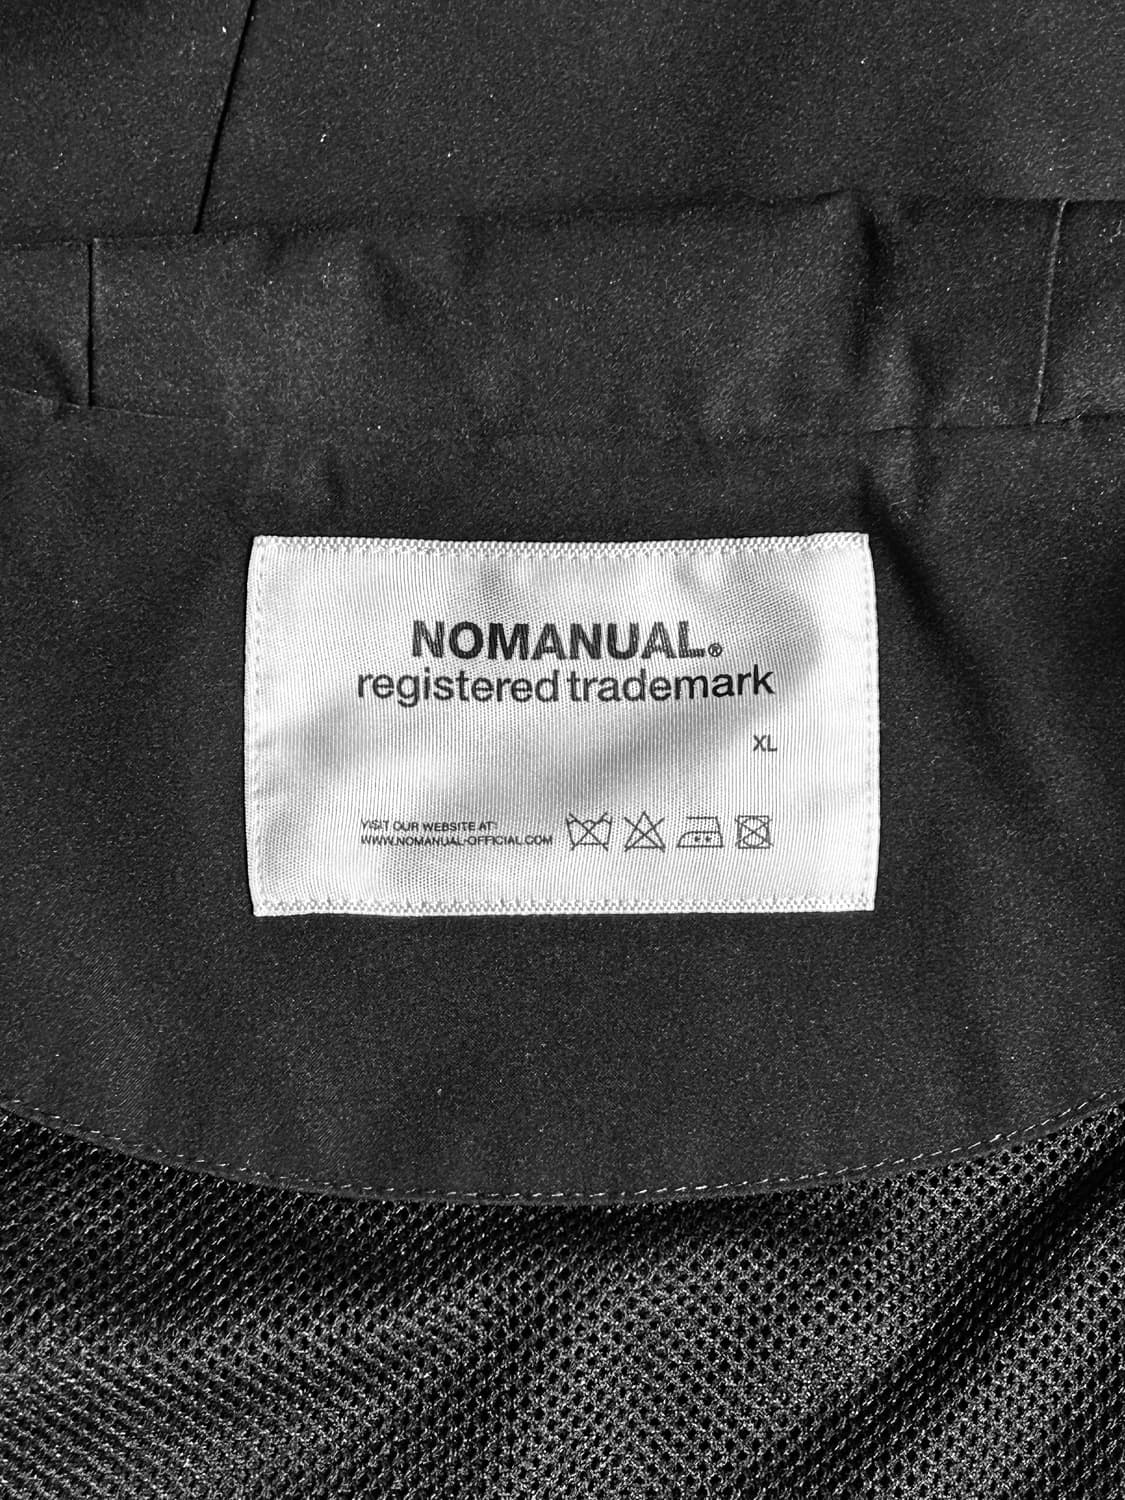 NOMANUAL®
registered trademark
XL
VISIT OUR WEBSITE AT:
WWW.NOMANUAL-OFFICIAL.COM